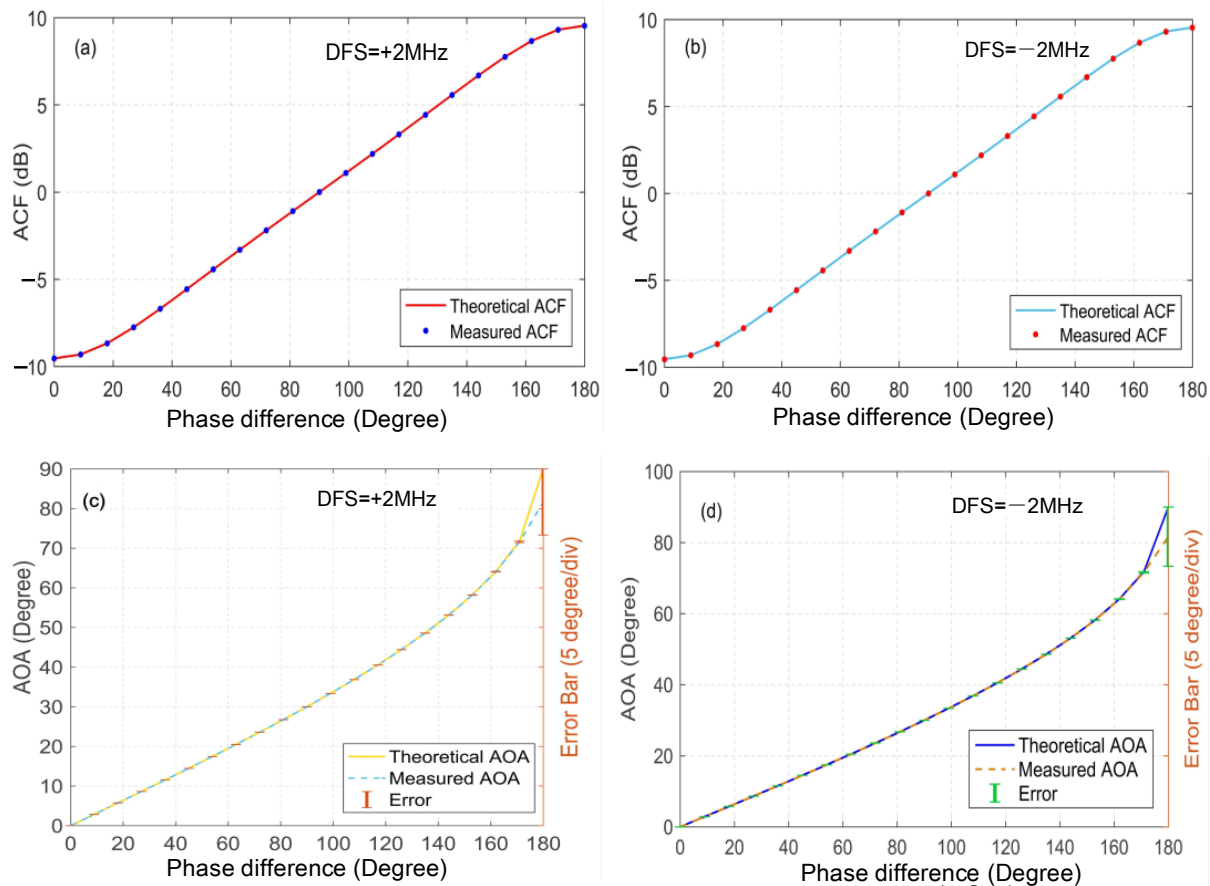 (a)
DFS=+2MHz
10
5
0
−5
−10
ACF (dB)
Theoretical ACF
Measured ACF
0 20 40 60 80 100 120 140 160 180
Phase difference (Degree)
(b)
DFS=−2MHz
10
5
0
−5
−10
ACF (dB)
Theoretical ACF
Measured ACF
0 20 40 60 80 100 120 140 160 180
Phase difference (Degree)
(c)
DFS=+2MHz
90
80
70
60
50
40
30
20
10
0
AOA (Degree)
Error Bar (5 degree/div)
Theoretical AOA
Measured AOA
Error
0 20 40 60 80 100 120 140 160 180
Phase difference (Degree)
(d)
DFS=−2MHz
100
80
60
40
20
0
AOA (Degree)
Error Bar (5 degree/div)
Theoretical AOA
Measured AOA
Error
0 20 40 60 80 100 120 140 160 180
Phase difference (Degree)